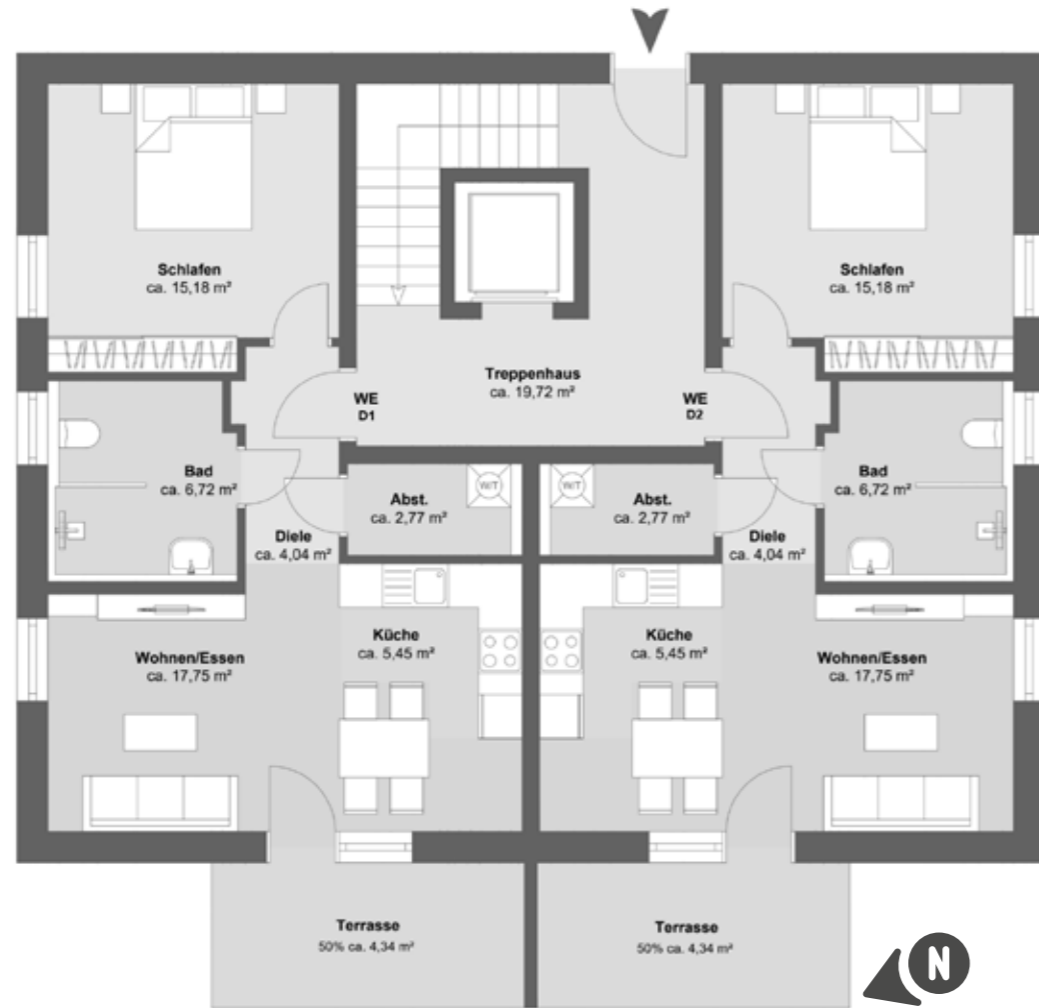 Schlafen
ca. 15,18 m²
Schlafen
ca. 15,18 m²
Treppenhaus
ca. 19,72 m²
WE
D1
WE
D2
Bad
ca. 6,72 m²
Abst.
ca. 2,77 m²
WT
WT
Abst.
ca. 2,77 m²
Bad
ca. 6,72 m²
Diele
ca. 4,04 m²
Diele
ca. 4,04 m²
Wohnen/Essen
ca. 17,75 m²
Küche
ca. 5,45 m²
Küche
ca. 5,45 m²
Wohnen/Essen
ca. 17,75 m²
Terrasse
50% ca. 4,34 m²
Terrasse
50% ca. 4,34 m²
N